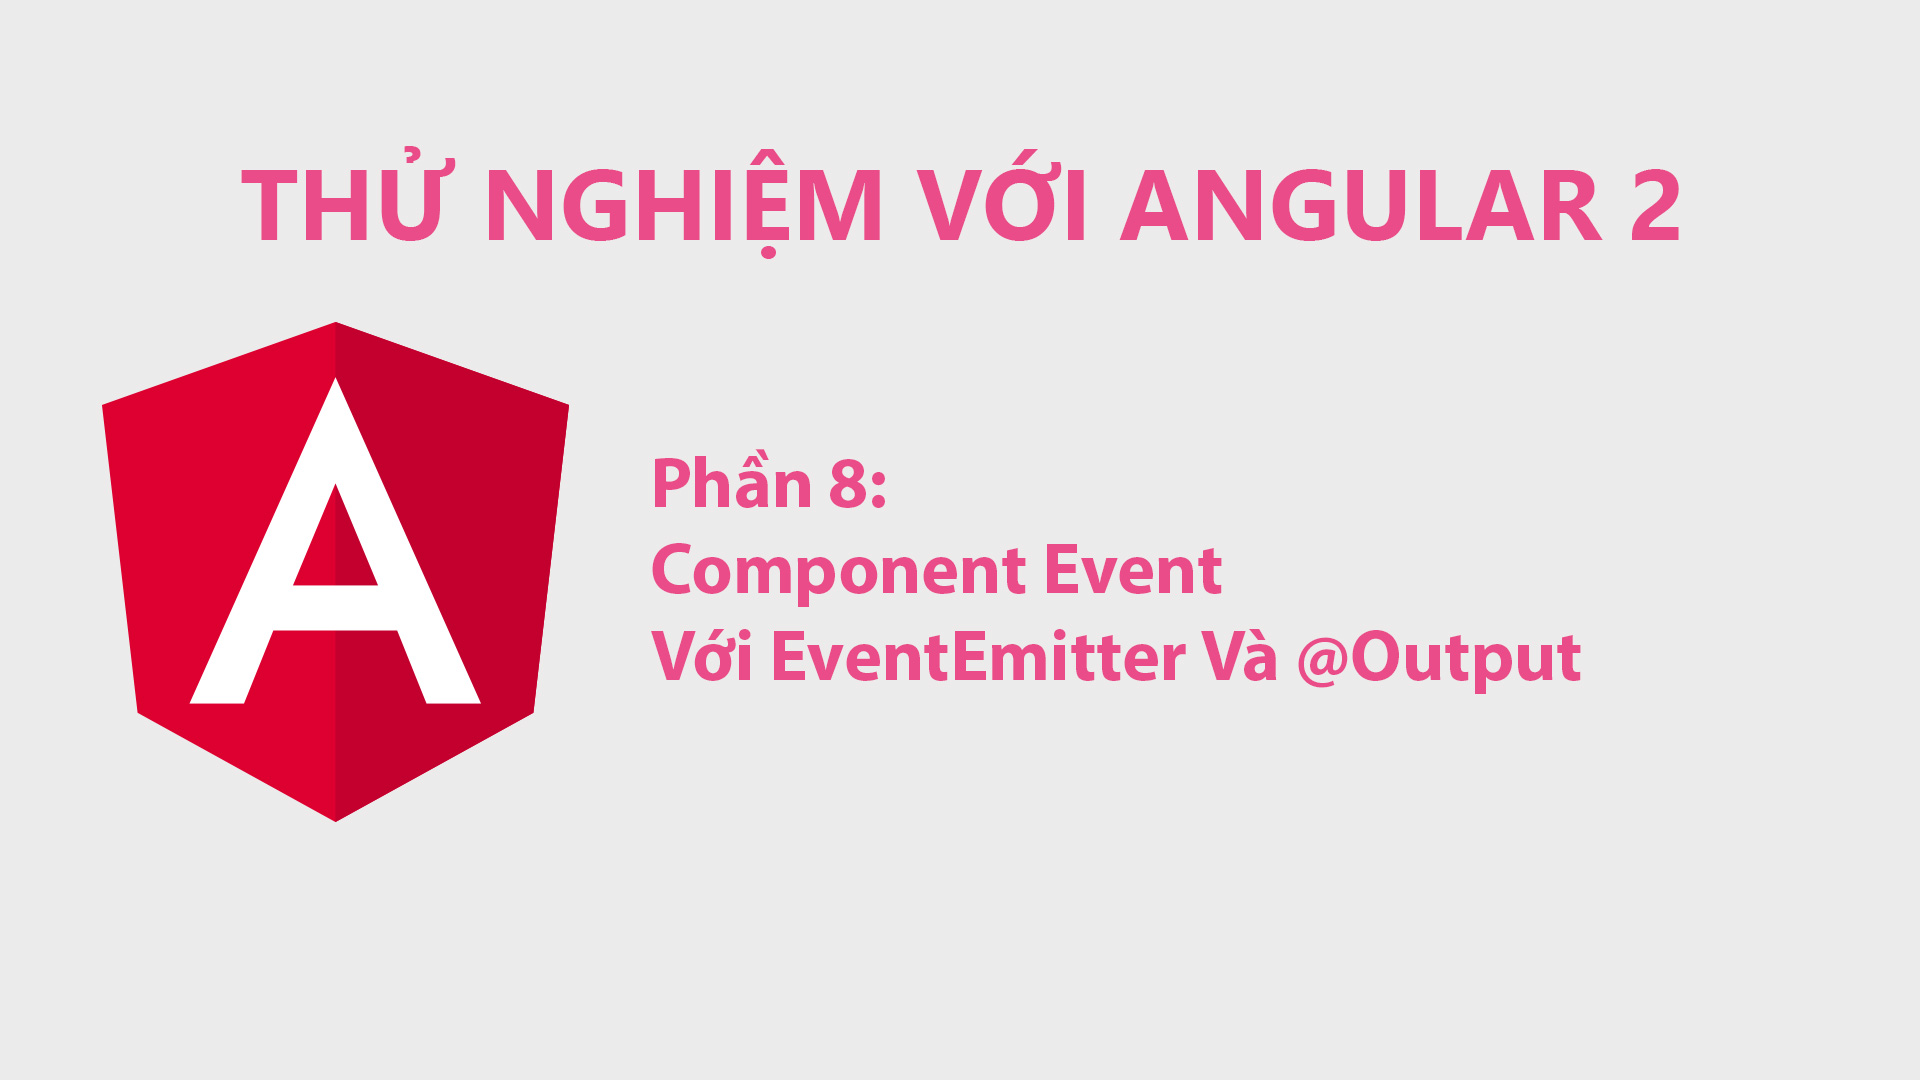 THỬ NGHIỆM VỚI ANGULAR 2
Phần 8:
Component Event
Với EventEmitter Và @Output